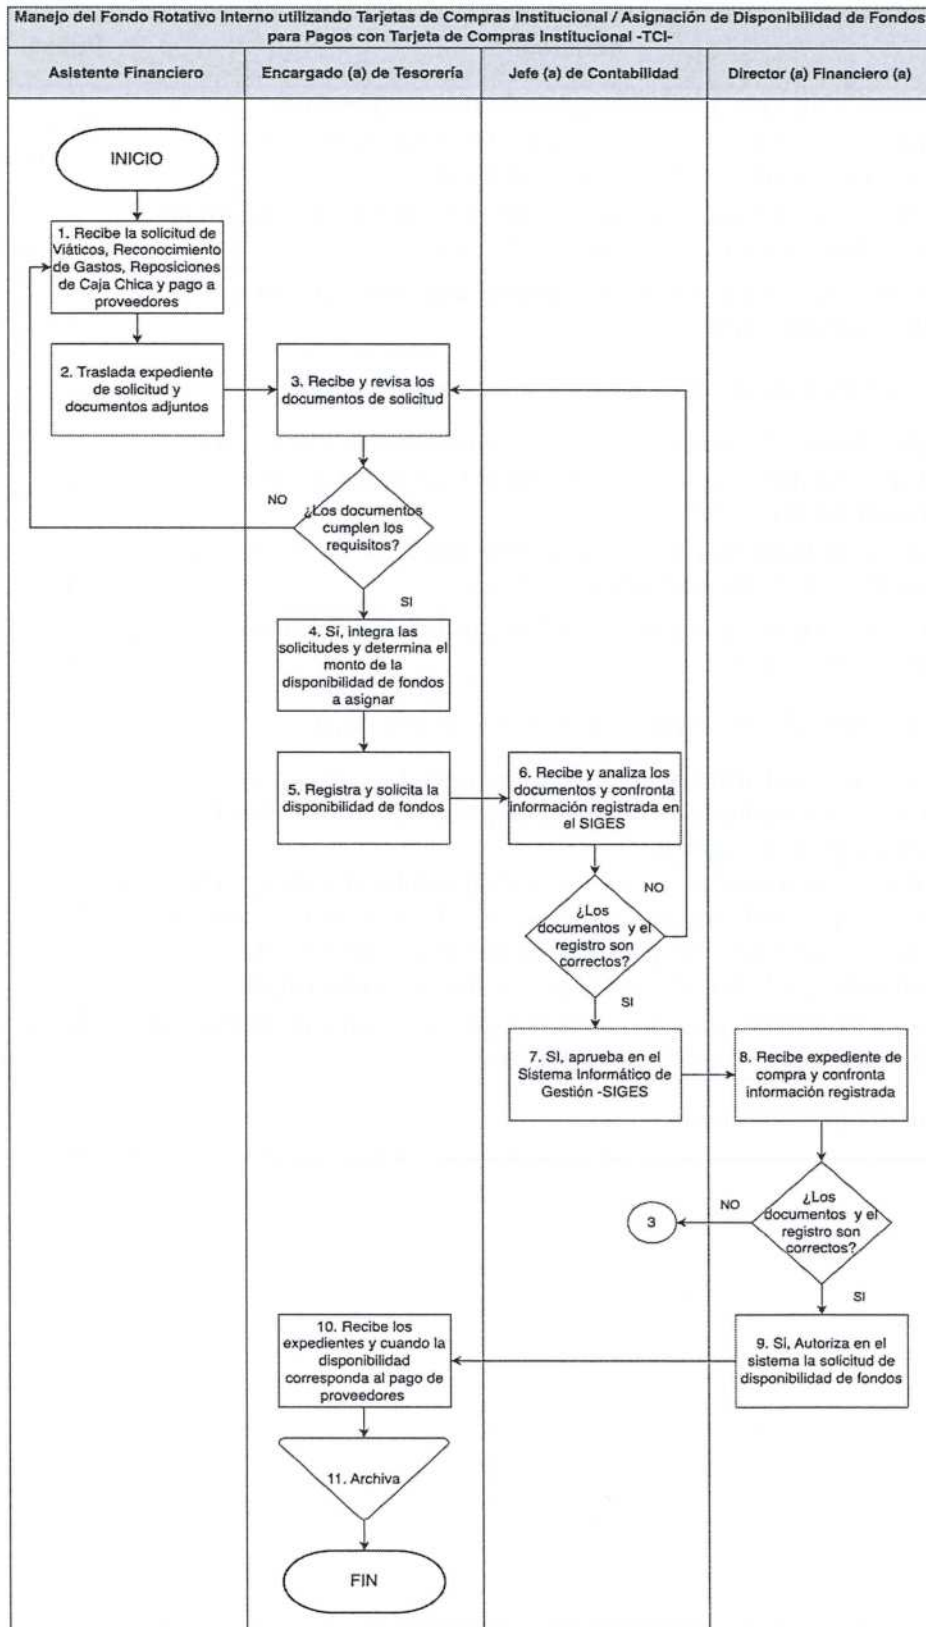 Manejo del Fondo Rotativo Interno utilizando Tarjetas de Compras Institucional / Asignación de Disponibilidad de Fondos
para Pagos con Tarjeta de Compras Institucional -TCI-
Asistente Financiero
Encargado (a) de Tesorería
Jefe (a) de Contabilidad
Director (a) Financiero (a)
INICIO
1. Recibe la solicitud de
Viáticos, Reconocimiento
de Gastos, Reposiciones
de Caja Chica y pago a
proveedores
2. Traslada expediente
de solicitud y
documentos adjuntos
3. Recibe y revisa los
documentos de solicitud
NO
¿Los documentos
cumplen los
requisitos?
SI
4. Sí, integra las
solicitudes y determina el
monto de la
disponibilidad de fondos
a asignar
5. Registra y solicita la
disponibilidad de fondos
6. Recibe y analiza los
documentos y confronta
información registrada en
el SIGES
NO
¿Los
documentos y el
registro son
correctos?
SI
7. SI, aprueba en el
Sistema Informático de
Gestión -SIGES
8. Recibe expediente de
compra y confronta
información registrada
¿Los
documentos y el
registro son
correctos?
NO
3
SI
9. Sí, Autoriza en el
sistema la solicitud de
disponibilidad de fondos
10. Recibe los
expedientes y cuando la
disponibilidad
corresponda al pago de
proveedores
11. Archiva
FIN